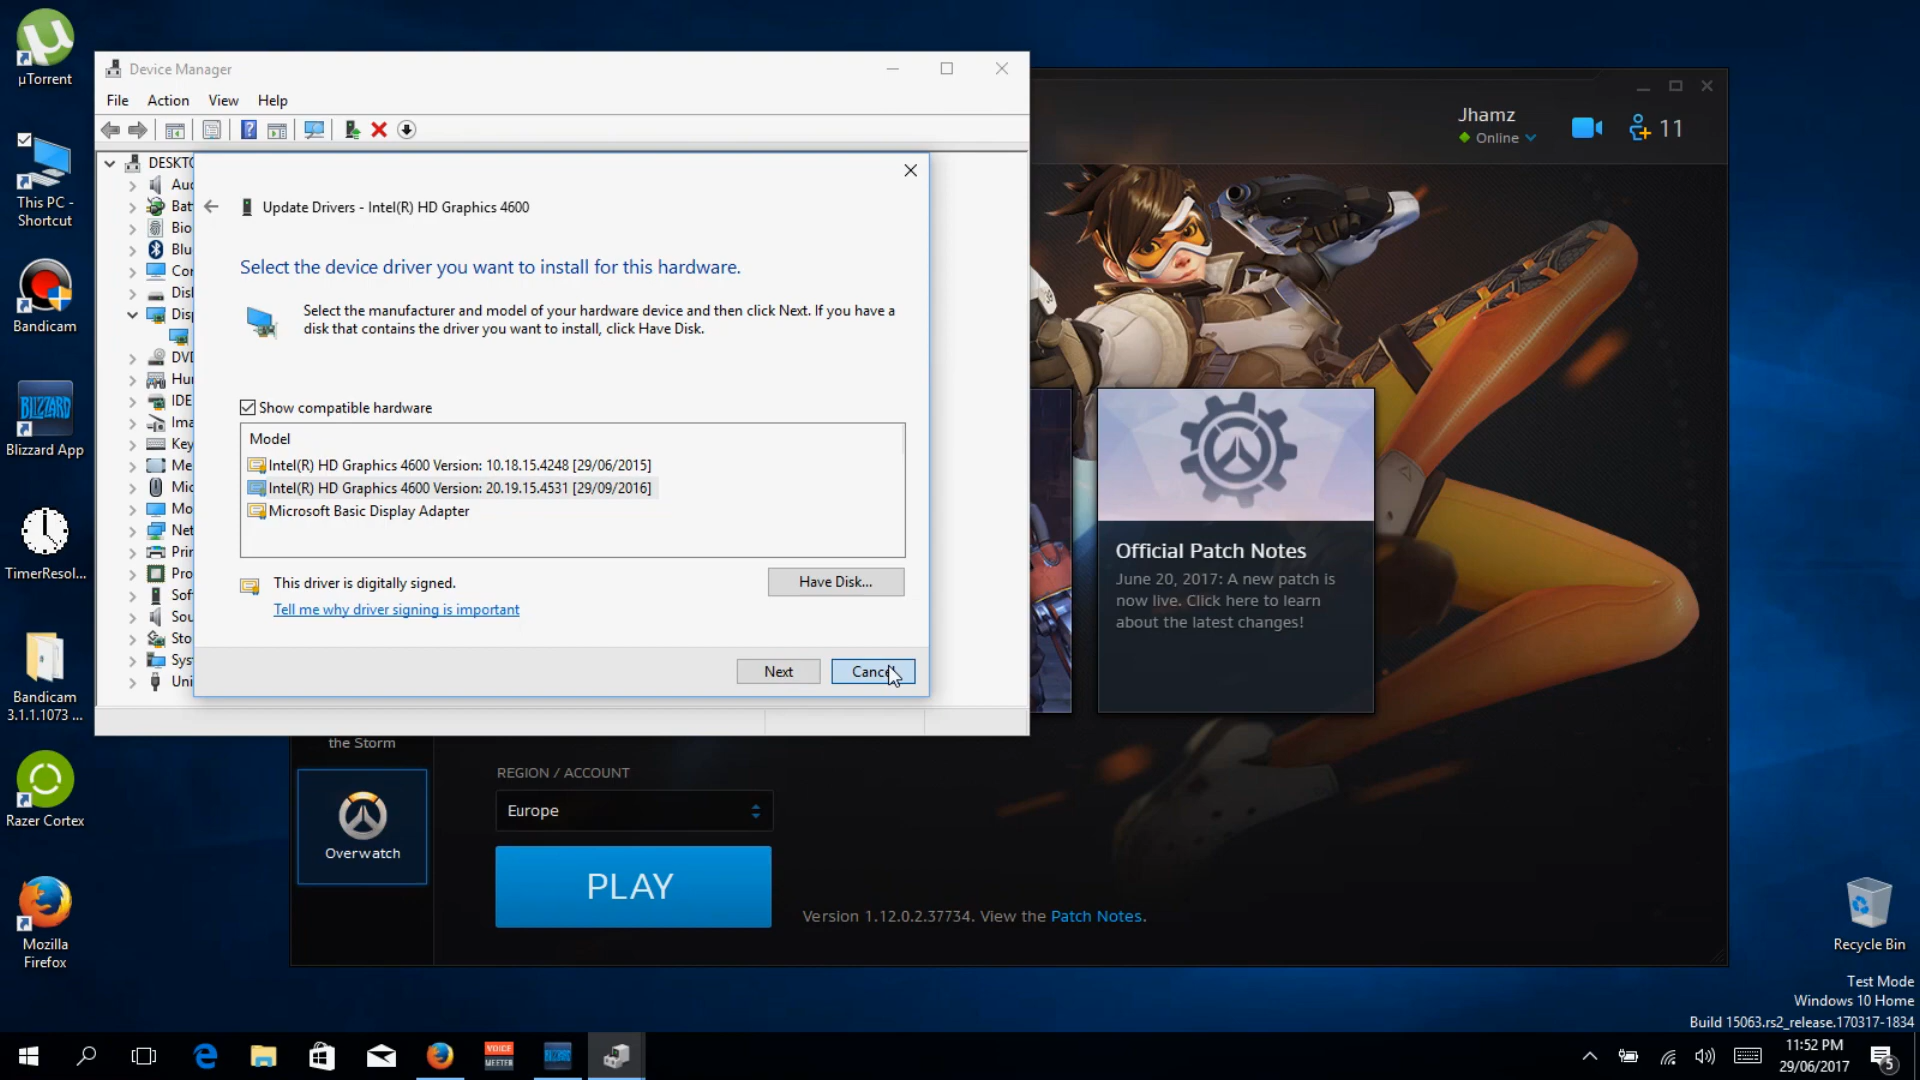 µTorrent
This PC -
Shortcut
Bandicam
BLIZZARD
Blizzard App
TimerResol...
Bandicam
3.1.1.1073 ...
Razer Cortex
Mozilla
Firefox
Device Manager
File Action View Help
DESKTO
Auc
Bat
Bio
Blu
Cor
Disl
Disp
DVD
Hur
IDE
Ima
Key
Me
Mic
Mo
Net
Prir
Pro
Sof
Sou
Sto
Sys
Uni
Update Drivers - Intel(R) HD Graphics 4600
Select the device driver you want to install for this hardware.
Select the manufacturer and model of your hardware device and then click Next. If you have a
disk that contains the driver you want to install, click Have Disk.
Show compatible hardware
Model
Intel(R) HD Graphics 4600 Version: 10.18.15.4248 [29/06/2015]
Intel(R) HD Graphics 4600 Version: 20.19.15.4531 [29/09/2016]
Microsoft Basic Display Adapter
This driver is digitally signed.
Have Disk...
Tell me why driver signing is important
Next
Cancel
Jhamz
Online
11
Official Patch Notes
June 20, 2017: A new patch is
now live. Click here to learn
about the latest changes!
the Storm
Overwatch
REGION / ACCOUNT
Europe
PLAY
Version 1.12.0.2.37734. View the Patch Notes.
Recycle Bin
Test Mode
Windows 10 Home
Build 15063.rs2_release.170317-1834
VOICE
MEETER
BLIZZARD
11:52 PM
29/06/2017
5